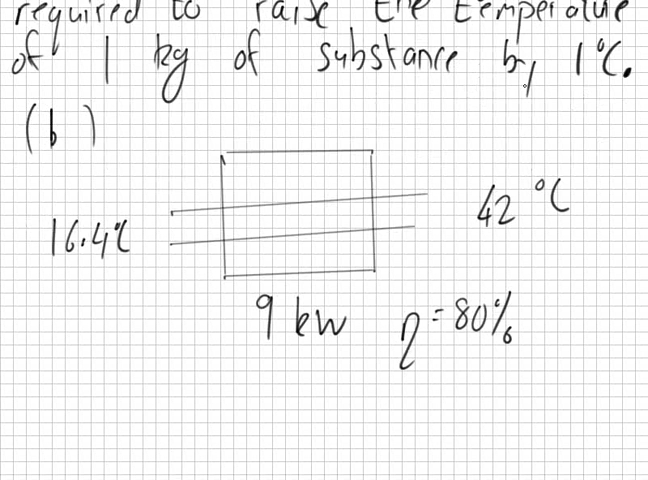 required to raise the temperature
of 1 kg of substance by 1°C.
(b)
16.4°C
42 °C
9 kw η=80%